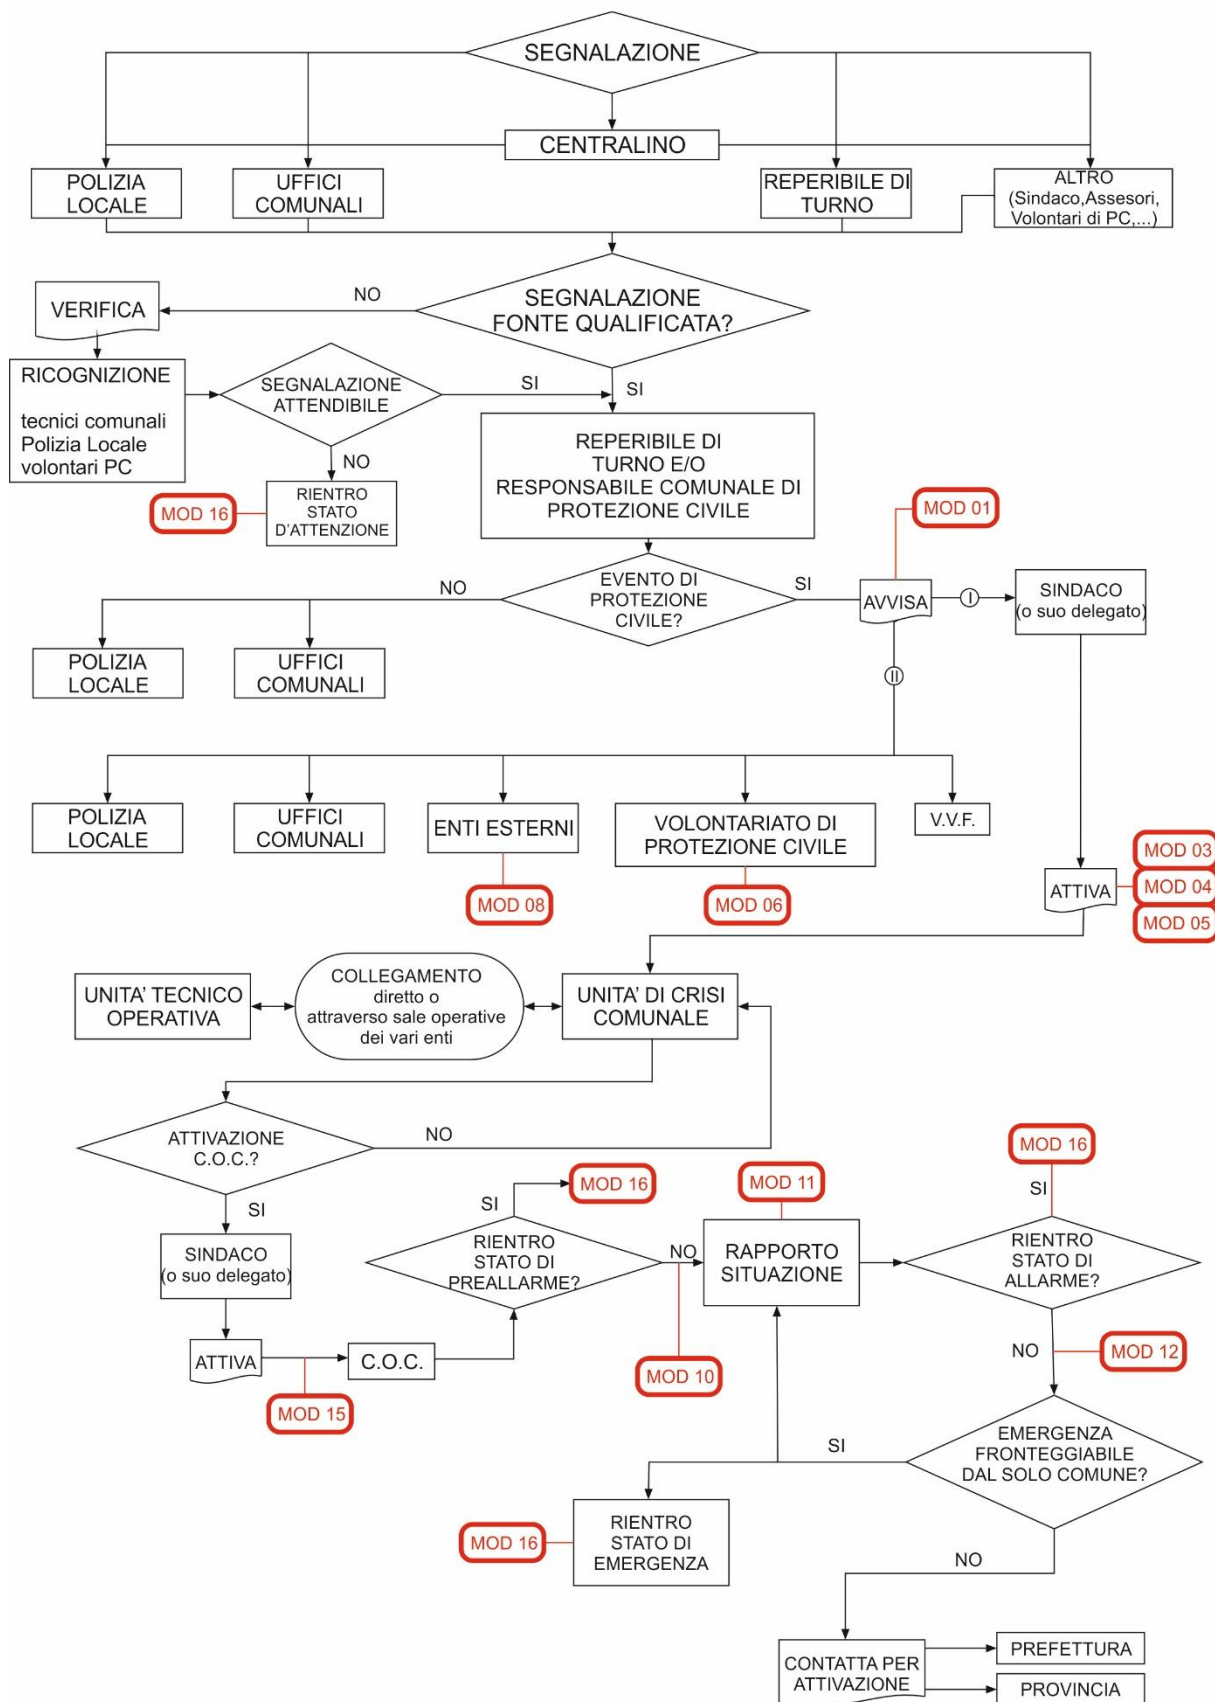 SEGNALAZIONE
CENTRALINO
POLIZIA
LOCALE
UFFICI
COMUNALI
REPERIBILE DI
TURNO
ALTRO
(Sindaco,Assesori,
Volontari di PC,...)
VERIFICA
NO
SEGNALAZIONE
FONTE QUALIFICATA?
RICOGNIZIONE
tecnici comunali
Polizia Locale
volontari PC
SEGNALAZIONE
ATTENDIBILE
SI
SI
NO
MOD 16
RIENTRO
STATO
D'ATTENZIONE
REPERIBILE DI
TURNO E/O
RESPONSABILE COMUNALE DI
PROTEZIONE CIVILE
MOD 01
NO
EVENTO DI
PROTEZIONE
CIVILE?
SI
AVVISA
I
SINDACO
(o suo delegato)
POLIZIA
LOCALE
UFFICI
COMUNALI
II
POLIZIA
LOCALE
UFFICI
COMUNALI
ENTI ESTERNI
VOLONTARIATO DI
PROTEZIONE CIVILE
V.V.F.
MOD 08
MOD 06
ATTIVA
MOD 03
MOD 04
MOD 05
UNITA' TECNICO
OPERATIVA
COLLEGAMENTO
diretto o
attraverso sale operative
dei vari enti
UNITA' DI CRISI
COMUNALE
ATTIVAZIONE
C.O.C.?
NO
SI
SINDACO
(o suo delegato)
ATTIVA
MOD 15
C.O.C.
RIENTRO
STATO DI
PREALLARME?
SI
MOD 16
NO
MOD 10
MOD 11
RAPPORTO
SITUAZIONE
MOD 16
SI
RIENTRO
STATO DI
ALLARME?
NO
MOD 12
EMERGENZA
FRONTEGGIABILE
DAL SOLO COMUNE?
SI
MOD 16
RIENTRO
STATO DI
EMERGENZA
NO
CONTATTA PER
ATTIVAZIONE
PREFETTURA
PROVINCIA